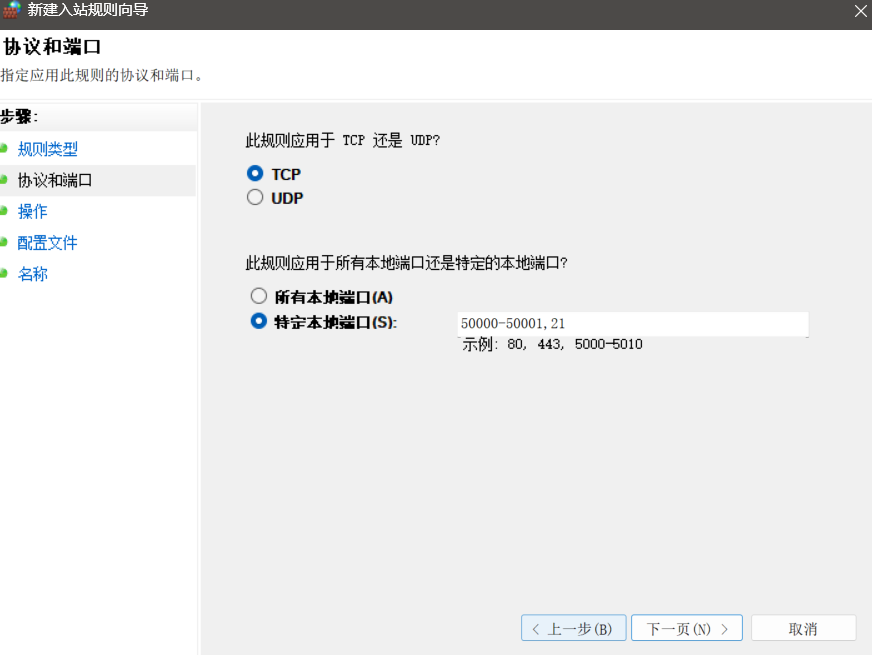 新建入站规则向导
协议和端口
指定应用此规则的协议和端口。
步骤:
规则类型
协议和端口
操作
配置文件
名称
此规则应用于 TCP 还是 UDP?
TCP
UDP
此规则应用于所有本地端口还是特定的本地端口?
所有本地端口(A)
特定本地端口(S):
50000-50001,21
示例: 80, 443, 5000-5010
< 上一步(B)
下一页(N) >
取消